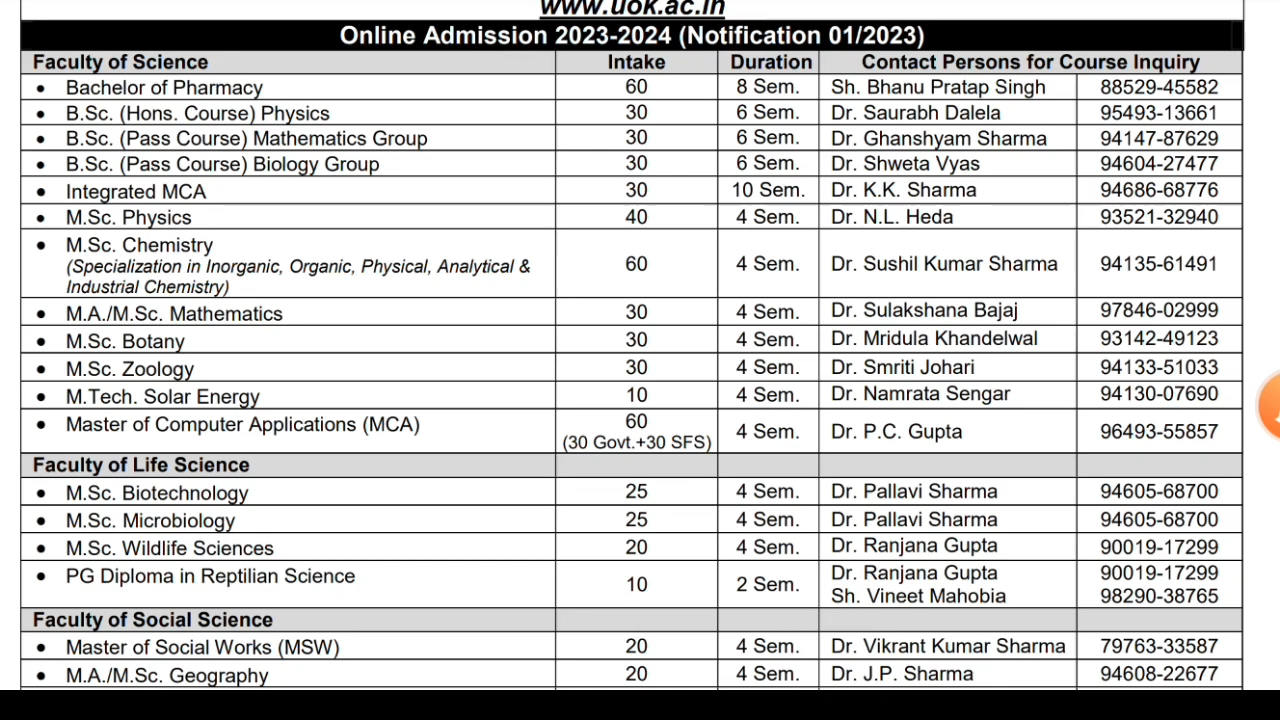 www.uok.ac.in
Online Admission 2023-2024 (Notification 01/2023)
Faculty of Science Intake Duration Contact Persons for Course Inquiry
• Bachelor of Pharmacy 60 8 Sem. Sh. Bhanu Pratap Singh 88529-45582
• B.Sc. (Hons. Course) Physics 30 6 Sem. Dr. Saurabh Dalela 95493-13661
• B.Sc. (Pass Course) Mathematics Group 30 6 Sem. Dr. Ghanshyam Sharma 94147-87629
• B.Sc. (Pass Course) Biology Group 30 6 Sem. Dr. Shweta Vyas 94604-27477
• Integrated MCA 30 10 Sem. Dr. K.K. Sharma 94686-68776
• M.Sc. Physics 40 4 Sem. Dr. N.L. Heda 93521-32940
• M.Sc. Chemistry
(Specialization in Inorganic, Organic, Physical, Analytical & 60 4 Sem. Dr. Sushil Kumar Sharma 94135-61491
Industrial Chemistry)
• M.A./M.Sc. Mathematics 30 4 Sem. Dr. Sulakshana Bajaj 97846-02999
• M.Sc. Botany 30 4 Sem. Dr. Mridula Khandelwal 93142-49123
• M.Sc. Zoology 30 4 Sem. Dr. Smriti Johari 94133-51033
• M.Tech. Solar Energy 10 4 Sem. Dr. Namrata Sengar 94130-07690
• Master of Computer Applications (MCA) 60 4 Sem. Dr. P.C. Gupta 96493-55857
(30 Govt.+30 SFS)
Faculty of Life Science
• M.Sc. Biotechnology 25 4 Sem. Dr. Pallavi Sharma 94605-68700
• M.Sc. Microbiology 25 4 Sem. Dr. Pallavi Sharma 94605-68700
• M.Sc. Wildlife Sciences 20 4 Sem. Dr. Ranjana Gupta 90019-17299
• PG Diploma in Reptilian Science 10 2 Sem. Dr. Ranjana Gupta 90019-17299
Sh. Vineet Mahobia 98290-38765
Faculty of Social Science
• Master of Social Works (MSW) 20 4 Sem. Dr. Vikrant Kumar Sharma 79763-33587
• M.A./M.Sc. Geography 20 4 Sem. Dr. J.P. Sharma 94608-22677